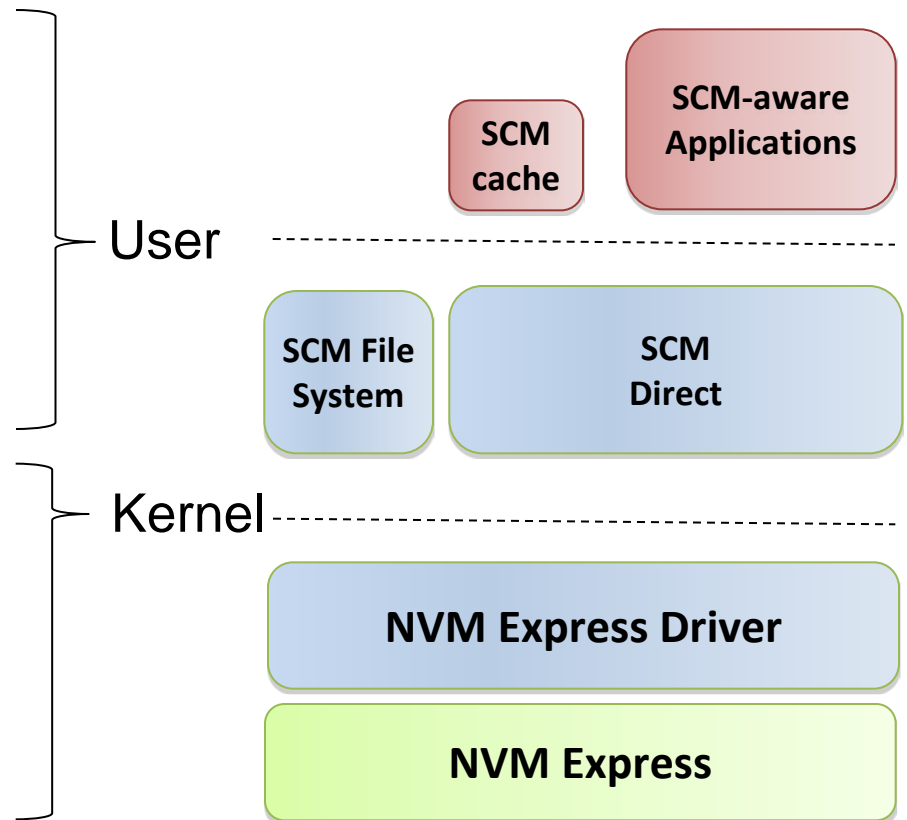 SCM
cache
SCM-aware
Applications
User
SCM File
System
SCM
Direct
Kernel
NVM Express Driver
NVM Express